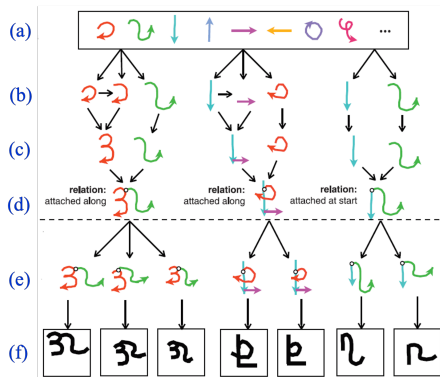 (a)
...
(b)
(c)
relation: attached along
relation: attached along
relation: attached at start
(d)
(e)
(f)